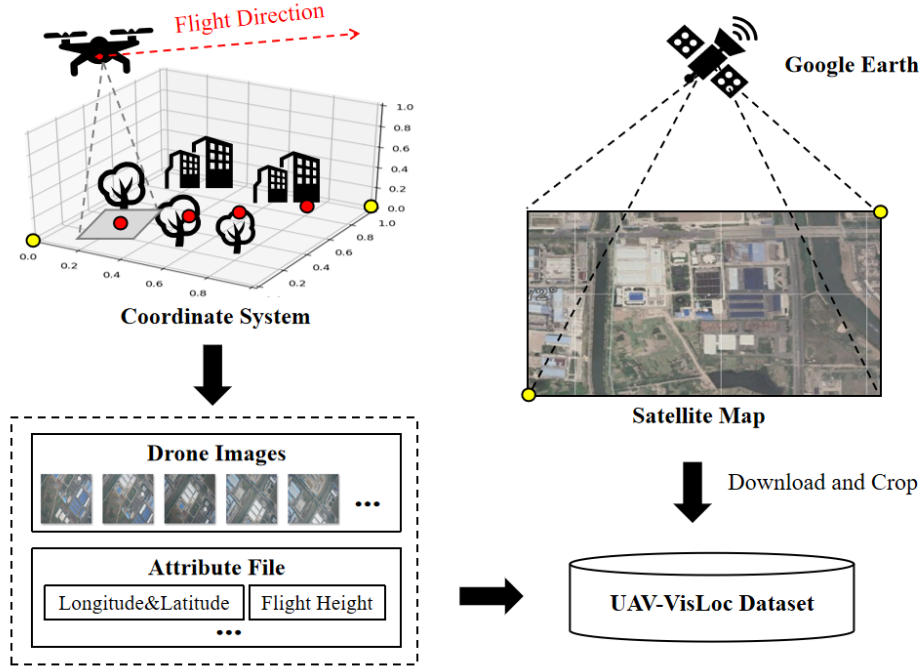 Flight Direction
Google Earth
1.0
0.8
0.6
0.4
0.2
0.0
1.0
0.8
0.6
0.4
0.2
0.0
0.2
0.4
0.6
0.8
Coordinate System
Satellite Map
Drone Images
...
Download and Crop
Attribute File
Longitude&Latitude
Flight Height
...
UAV-VisLoc Dataset